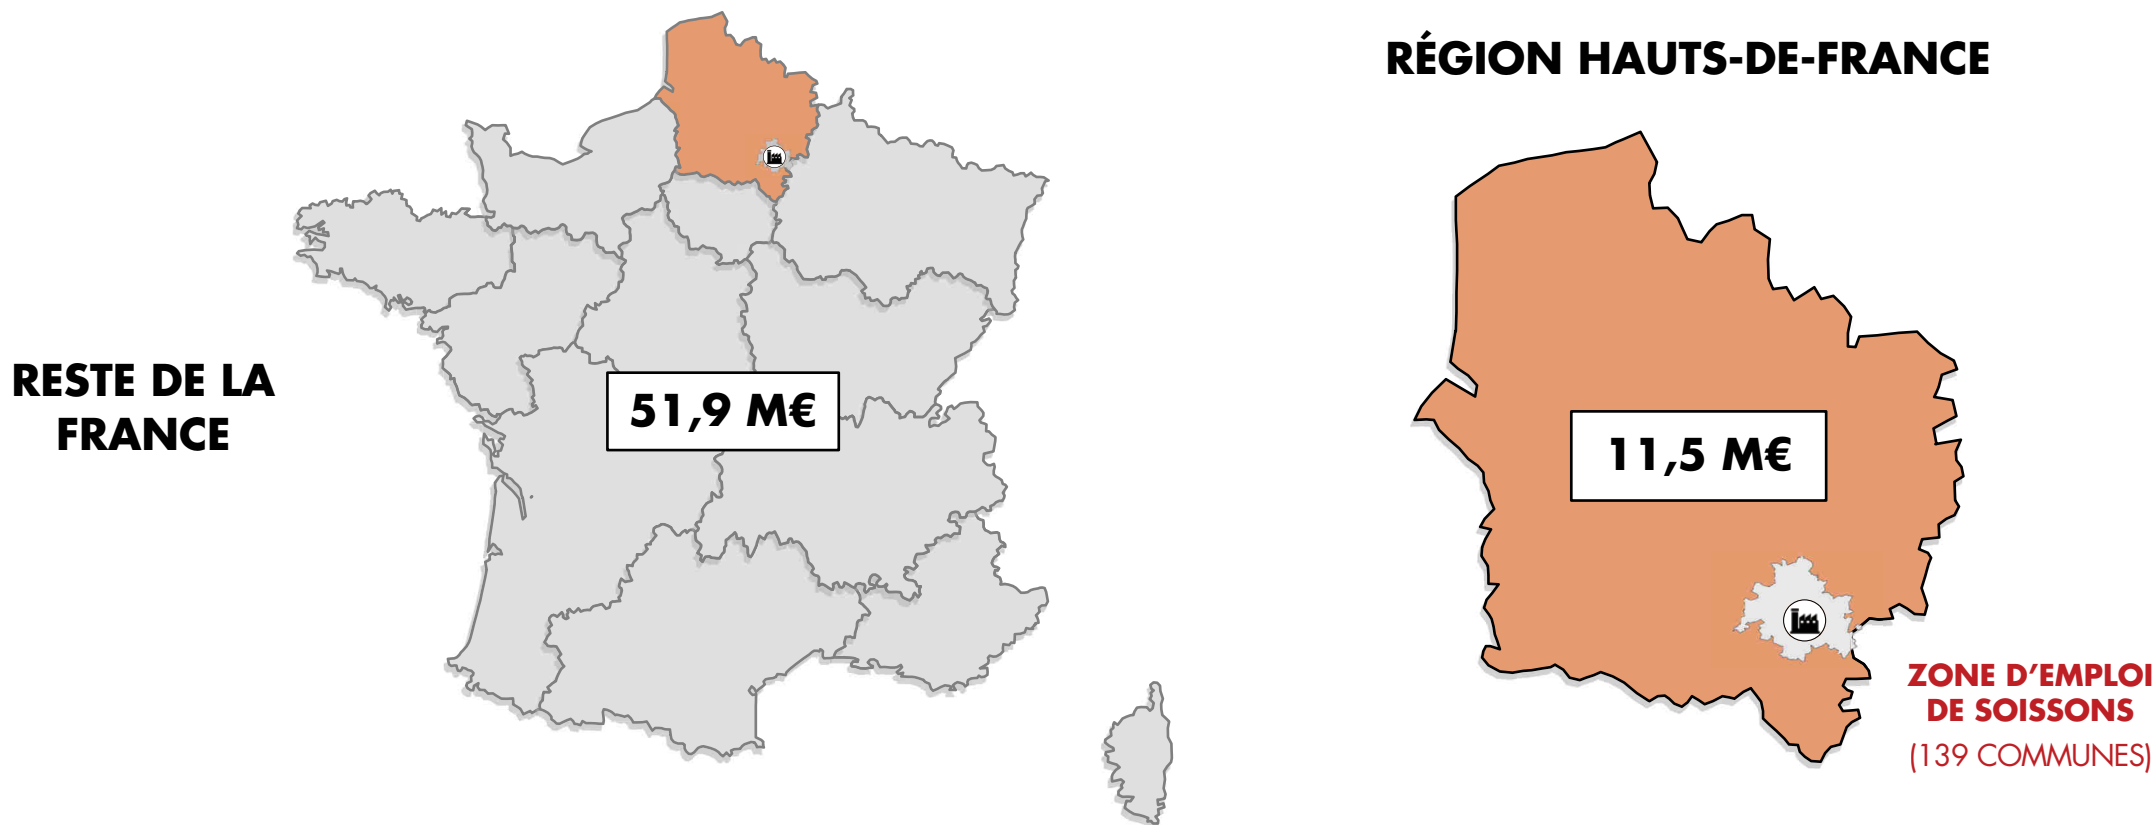 RÉGION HAUTS-DE-FRANCE
RESTE DE LA
FRANCE
51,9 M€
11,5 M€
ZONE D’EMPLOI
DE SOISSONS
(139 COMMUNES)